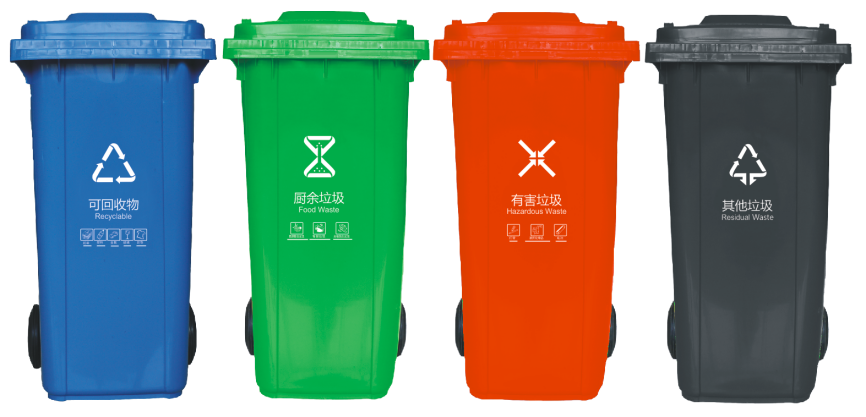 可回收物
Recyclable
厨余垃圾
Food Waste
有害垃圾
Hazardous Waste
其他垃圾
Residual Waste